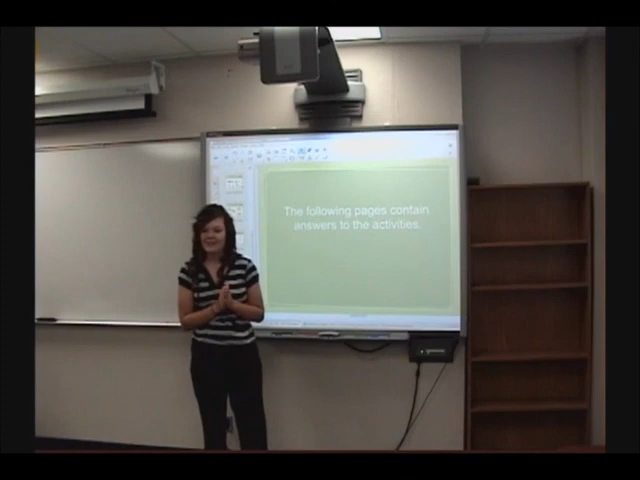 The following pages contain
answers to the activities.